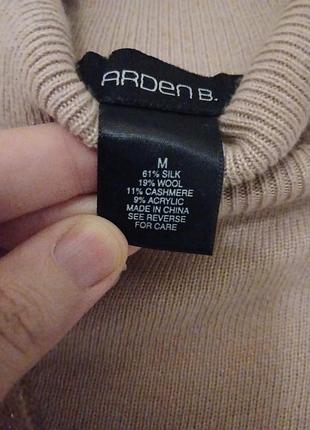 ARDEN B.
M
61% SILK
19% WOOL
11% CASHMERE
9% ACRYLIC
MADE IN CHINA
SEE REVERSE
FOR CARE